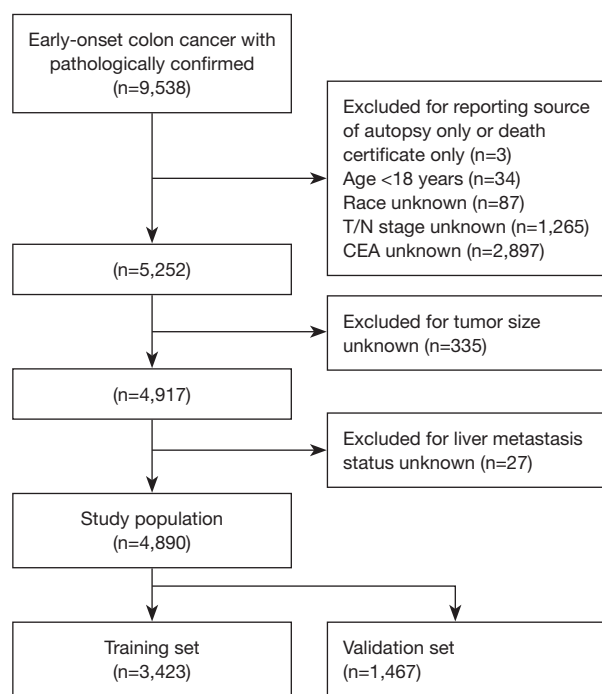 Early-onset colon cancer with
pathologically confirmed
(n=9,538)
Excluded for reporting source
of autopsy only or death
certificate only (n=3)
Age <18 years (n=34)
Race unknown (n=87)
T/N stage unknown (n=1,265)
CEA unknown (n=2,897)
(n=5,252)
Excluded for tumor size
unknown (n=335)
(n=4,917)
Excluded for liver metastasis
status unknown (n=27)
Study population
(n=4,890)
Training set
(n=3,423)
Validation set
(n=1,467)